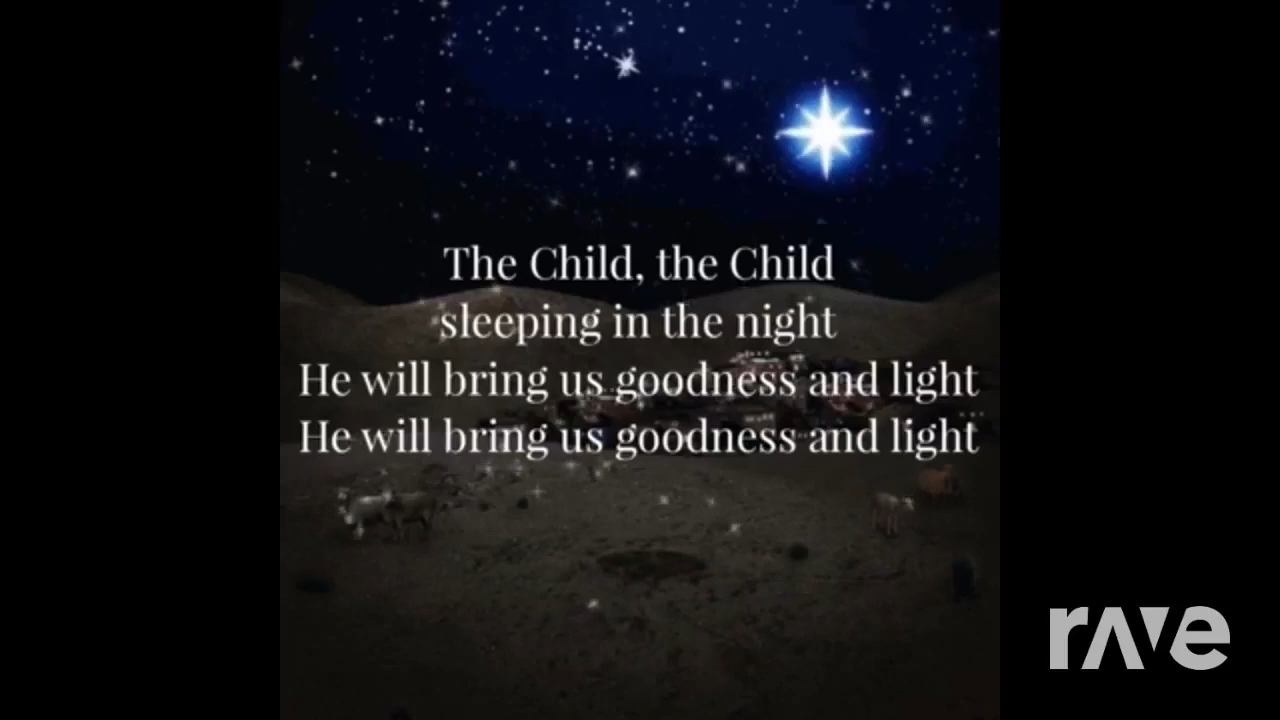 The Child, the Child
sleeping in the night
He will bring us goodness and light
He will bring us goodness and light
rave